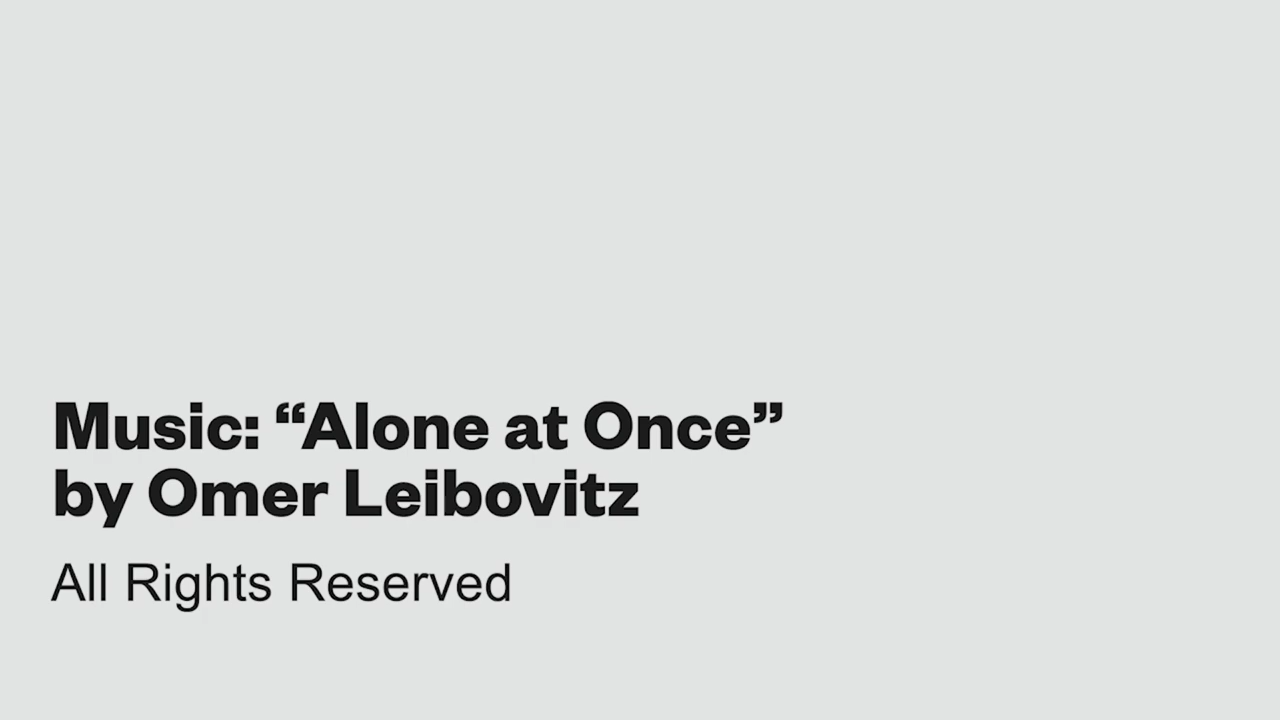 Music: “Alone at Once”
by Omer Leibovitz
All Rights Reserved